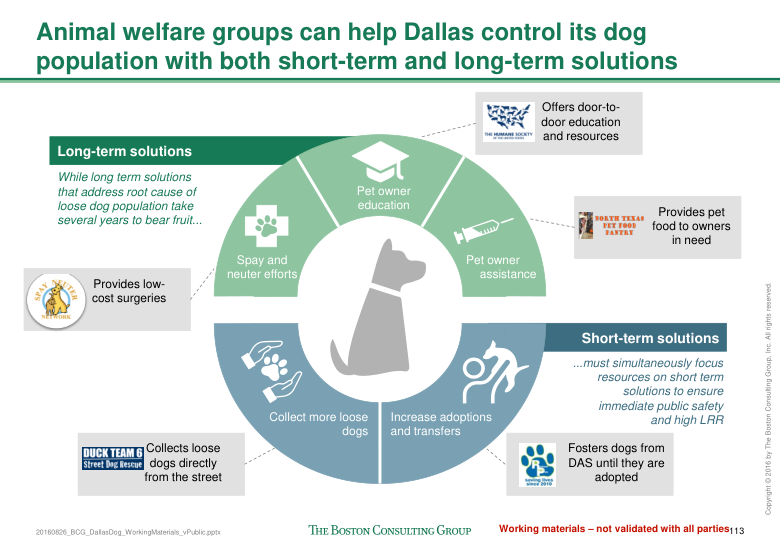 Animal welfare groups can help Dallas control its dog
population with both short-term and long-term solutions
Long-term solutions
While long term solutions
that address root cause of
loose dog population take
several years to bear fruit...
THE HUMANE SOCIETY
Offers door-to-
door education
and resources
Pet owner
education
NORTH TEXAS
PET FOOD
PANTRY
Provides pet
food to owners
in need
Spay and
neuter efforts
Pet owner
assistance
SPAY NEUTER
NETWORK
Provides low-
cost surgeries
Short-term solutions
...must simultaneously focus
resources on short term
solutions to ensure
immediate public safety
and high LRR
Collect more loose
dogs
Increase adoptions
and transfers
DUCK TEAM 6
Street Dog Rescue
Collects loose
dogs directly
from the street
saving lives
since 2010
Fosters dogs from
DAS until they are
adopted
Copyright © 2016 by The Boston Consulting Group, Inc. All rights reserved.
20160826_BCG_DallasDog_WorkingMaterials_vPublic.pptx
THE BOSTON CONSULTING GROUP
Working materials – not validated with all parties
113